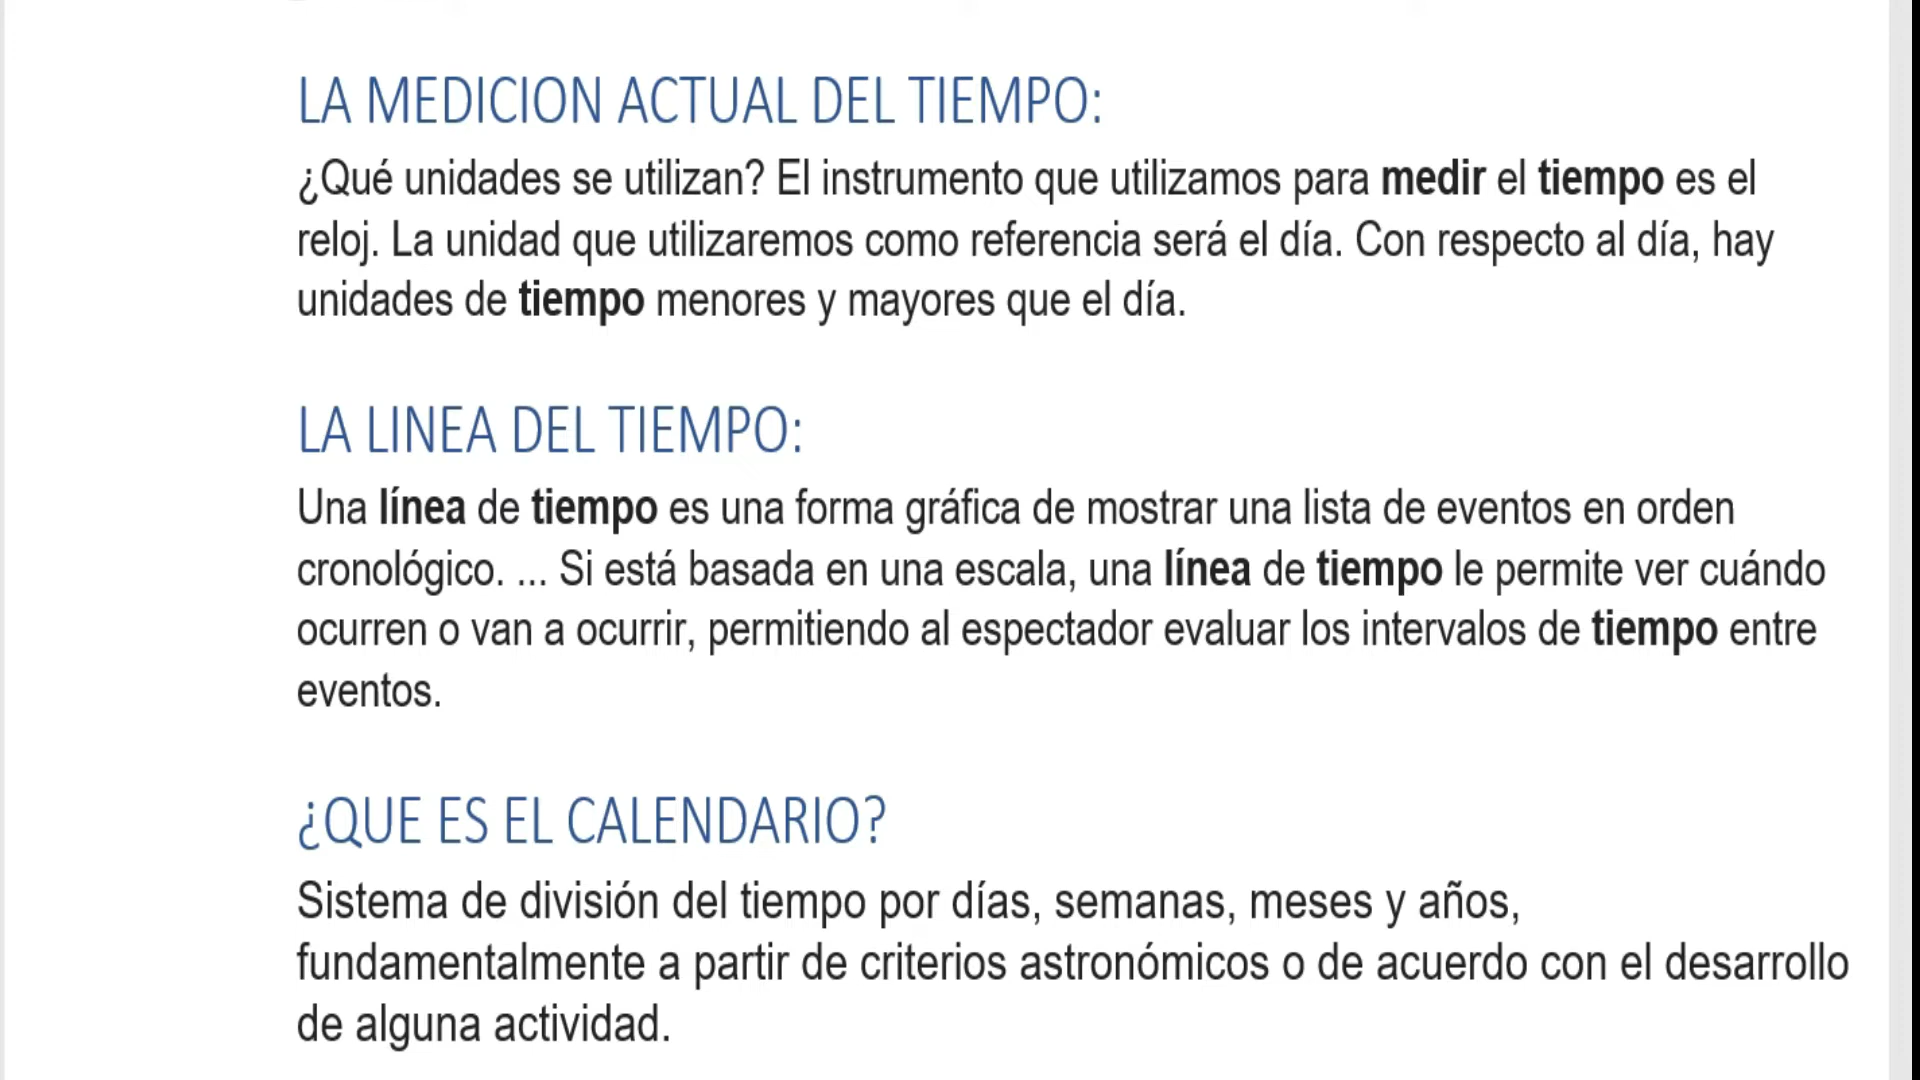 LA MEDICION ACTUAL DEL TIEMPO:
¿Qué unidades se utilizan? El instrumento que utilizamos para medir el tiempo es el
reloj. La unidad que utilizaremos como referencia será el día. Con respecto al día, hay
unidades de tiempo menores y mayores que el día.
LA LINEA DEL TIEMPO:
Una línea de tiempo es una forma gráfica de mostrar una lista de eventos en orden
cronológico. ... Si está basada en una escala, una línea de tiempo le permite ver cuándo
ocurren o van a ocurrir, permitiendo al espectador evaluar los intervalos de tiempo entre
eventos.
¿QUE ES EL CALENDARIO?
Sistema de división del tiempo por días, semanas, meses y años,
fundamentalmente a partir de criterios astronómicos o de acuerdo con el desarrollo
de alguna actividad.